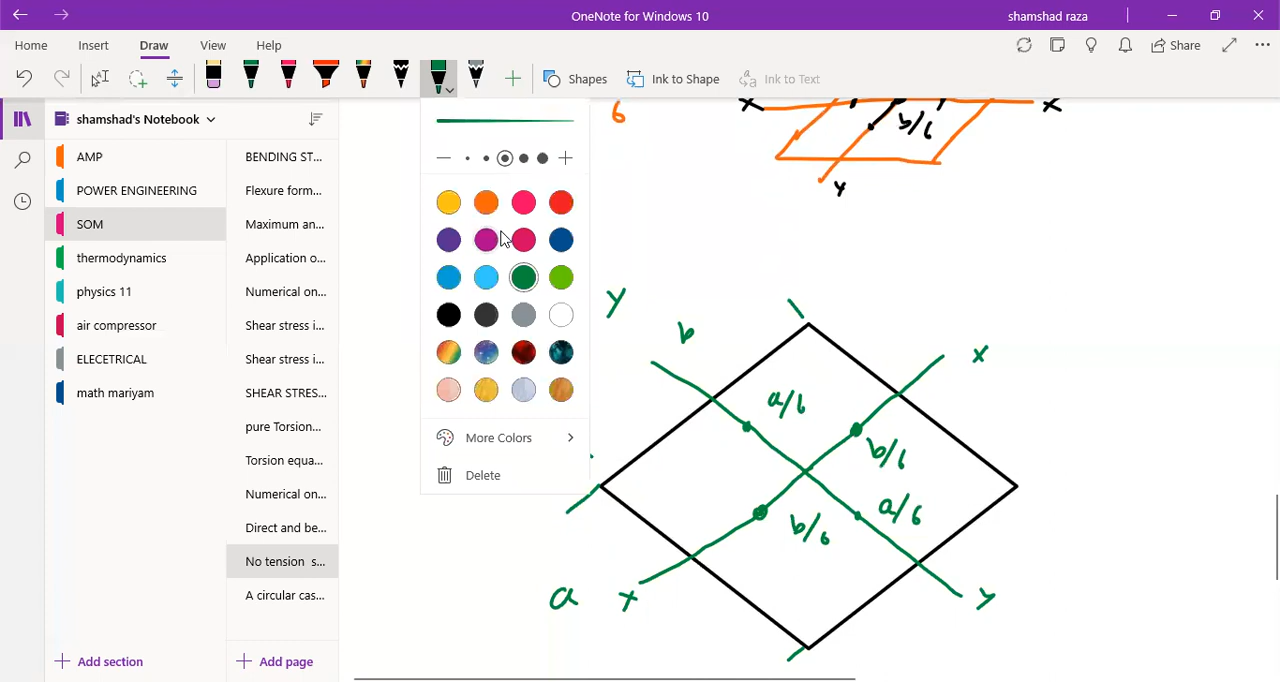 OneNote for Windows 10
shamshad raza
Home Insert Draw View Help
Share
Shapes
Ink to Shape
Ink to Text
shamshad's Notebook
AMP
POWER ENGINEERING
SOM
thermodynamics
physics 11
air compressor
ELECETRICAL
math mariyam
Add section
BENDING ST...
Flexure form...
Maximum an...
Application o...
Numerical on...
Shear stress i...
Shear stress i...
SHEAR STRES...
pure Torsion...
Torsion equa...
Numerical on...
Direct and be...
No tension s...
A circular cas...
Add page
More Colors
Delete
6
x
b/6
x
y
y
b
x
a/6
b/6
a/6
b/6
a
x
y